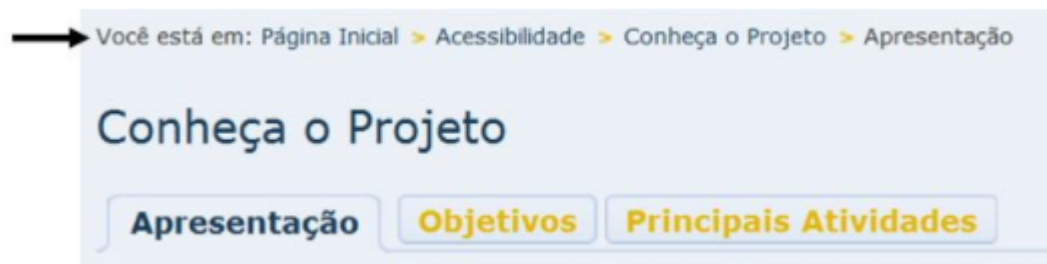 Você está em: Página Inicial > Acessibilidade > Conheça o Projeto > Apresentação
Conheça o Projeto
Apresentação Objetivos Principais Atividades